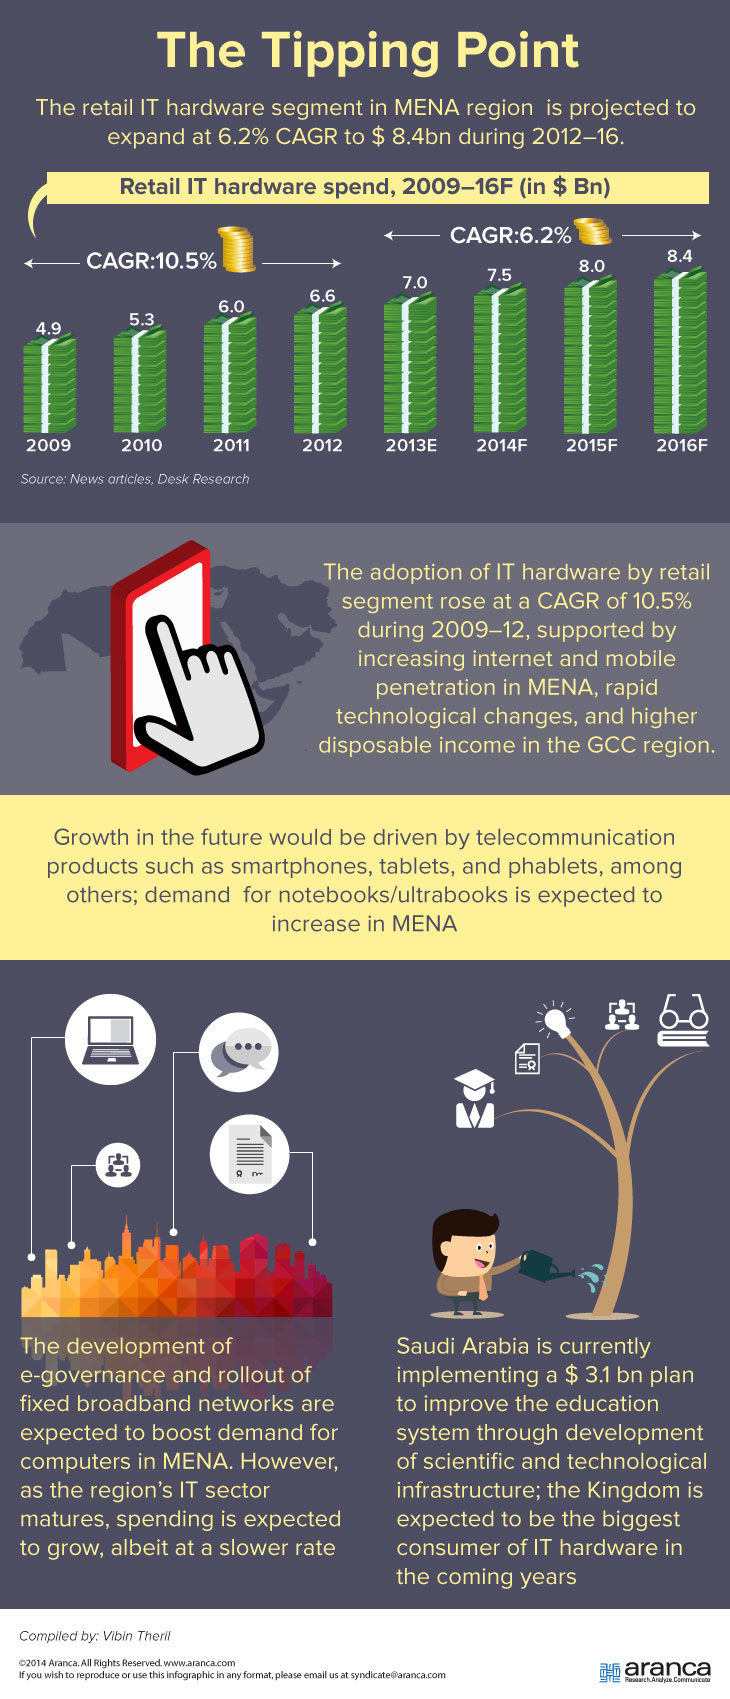 The Tipping Point
The retail IT hardware segment in MENA region is projected to
expand at 6.2% CAGR to $ 8.4bn during 2012–16.
Retail IT hardware spend, 2009–16F (in $ Bn)
CAGR:10.5%
CAGR:6.2%
4.9
5.3
6.0
6.6
7.0
7.5
8.0
8.4
2009
2010
2011
2012
2013E
2014F
2015F
2016F
Source: News articles, Desk Research
The adoption of IT hardware by retail
segment rose at a CAGR of 10.5%
during 2009–12, supported by
increasing internet and mobile
penetration in MENA, rapid
technological changes, and higher
disposable income in the GCC region.
Growth in the future would be driven by telecommunication
products such as smartphones, tablets, and phablets, among
others; demand for notebooks/ultrabooks is expected to
increase in MENA
The development of
e-governance and rollout of
fixed broadband networks are
expected to boost demand for
computers in MENA. However,
as the region's IT sector
matures, spending is expected
to grow, albeit at a slower rate
Saudi Arabia is currently
implementing a $ 3.1 bn plan
to improve the education
system through development
of scientific and technological
infrastructure; the Kingdom is
expected to be the biggest
consumer of IT hardware in
the coming years
Compiled by: Vibin Theril
©2014 Aranca. All Rights Reserved. www.aranca.com
If you wish to reproduce or use this infographic in any format, please email us at syndicate@aranca.com
aranca
Research.Analyze.Communicate